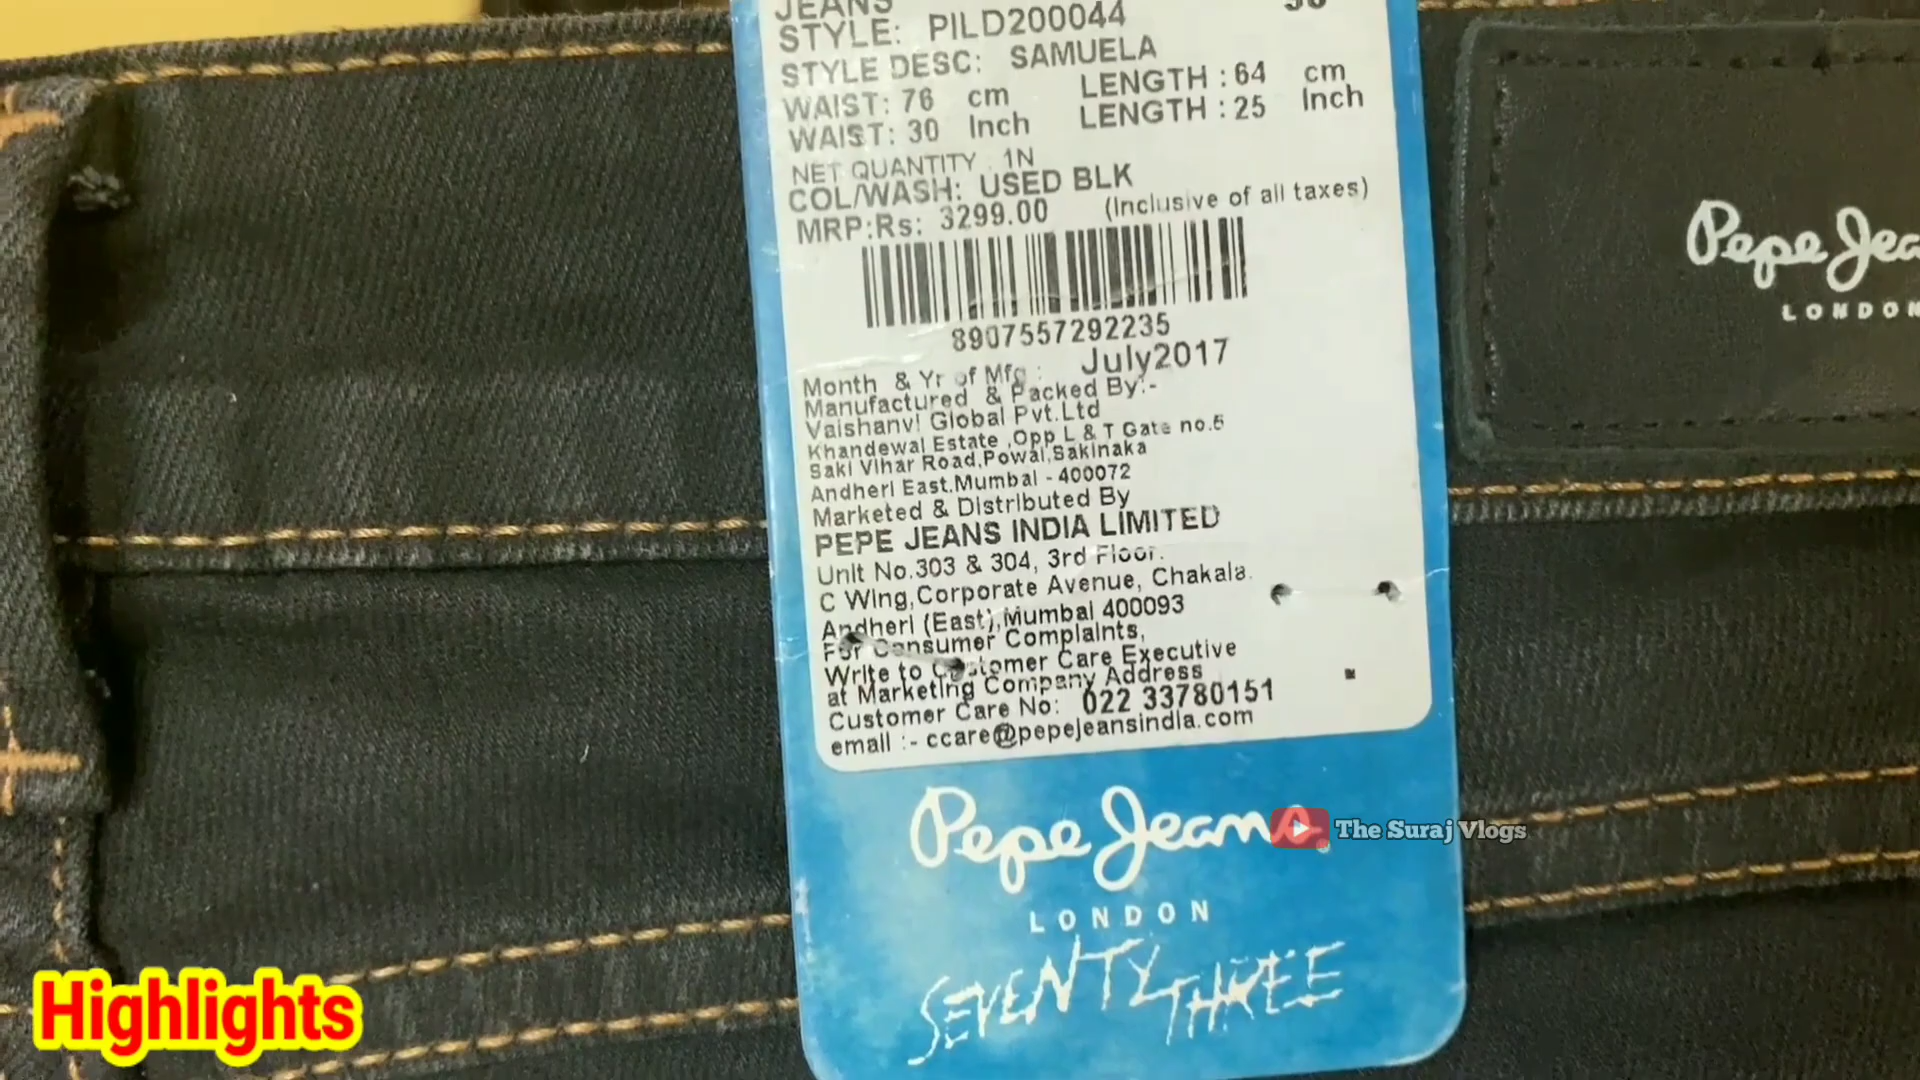 JEANS
STYLE: PILD200044
STYLE DESC: SAMUELA
WAIST: 76 cm LENGTH : 64 cm
WAIST: 30 Inch LENGTH : 25 Inch
NET QUANTITY : 1N
COL/WASH: USED BLK
MRP:Rs: 3299.00 (Inclusive of all taxes)
8907557292235
Month & Yr of Mfg : July2017
Manufactured & Packed By:-
Vaishanvi Global Pvt.Ltd
Khandewal Estate ,Opp L & T Gate no.5
Saki Vihar Road,Powai,Sakinaka
Andheri East,Mumbai - 400072
Marketed & Distributed By
PEPE JEANS INDIA LIMITED
Unit No.303 & 304, 3rd Floor.
C Wing,Corporate Avenue, Chakala.
Andheri (East),Mumbai 400093
For Consumer Complaints,
Write to Customer Care Executive
at Marketing Company Address
Customer Care No: 022 33780151
email :- ccare@pepejeansindia.com
Pepe Jeans
LONDON
SEVENTY THREE
Pepe Jea
LONDON
The Suraj Vlogs
Highlights